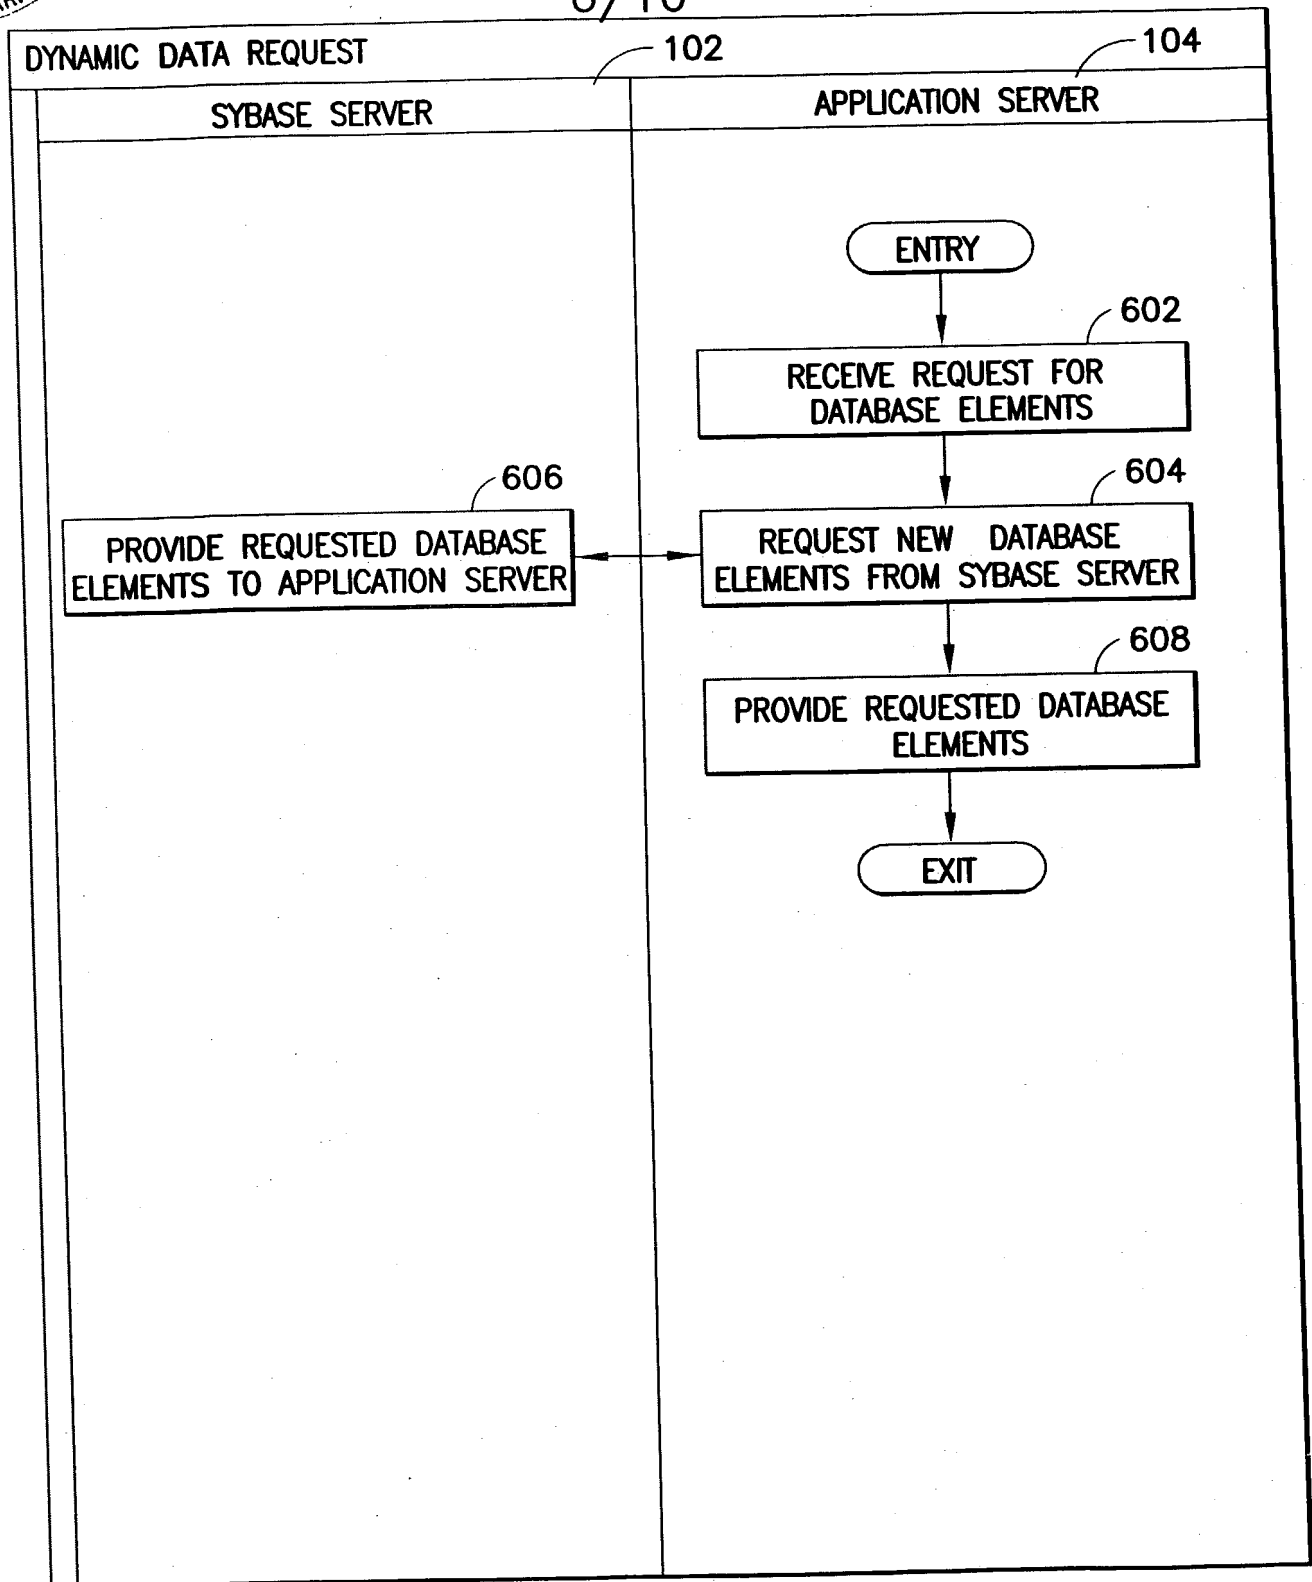 DYNAMIC DATA REQUEST
102
104
SYBASE SERVER
APPLICATION SERVER
ENTRY
602
RECEIVE REQUEST FOR
DATABASE ELEMENTS
606
604
PROVIDE REQUESTED DATABASE
ELEMENTS TO APPLICATION SERVER
REQUEST NEW DATABASE
ELEMENTS FROM SYBASE SERVER
608
PROVIDE REQUESTED DATABASE
ELEMENTS
EXIT